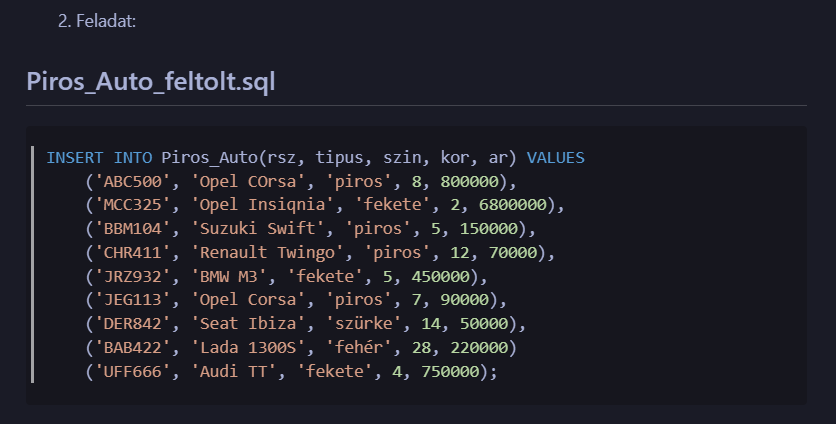 2. Feladat:
Piros_Auto_feltolt.sql
INSERT INTO Piros_Auto(rsz, tipus, szin, kor, ar) VALUES
('ABC500', 'Opel COrsa', 'piros', 8, 800000),
('MCC325', 'Opel Insiqnia', 'fekete', 2, 6800000),
('BBM104', 'Suzuki Swift', 'piros', 5, 150000),
('CHR411', 'Renault Twingo', 'piros', 12, 70000),
('JRZ932', 'BMW M3', 'fekete', 5, 450000),
('JEG113', 'Opel Corsa', 'piros', 7, 90000),
('DER842', 'Seat Ibiza', 'szürke', 14, 50000),
('BAB422', 'Lada 1300S', 'fehér', 28, 220000)
('UFF666', 'Audi TT', 'fekete', 4, 750000);